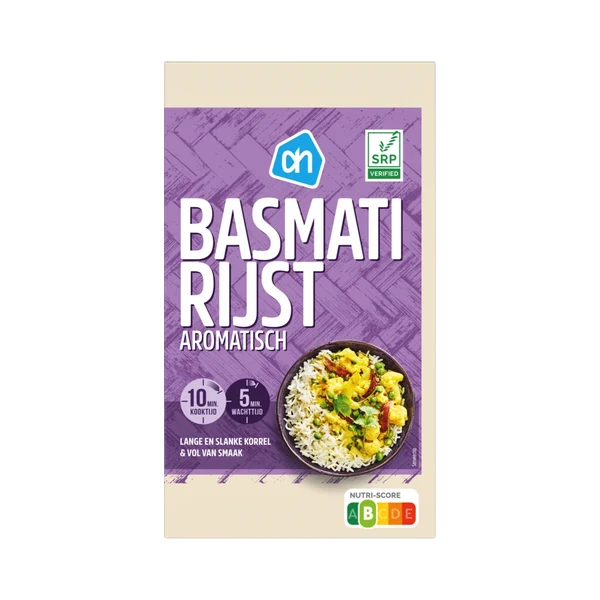 ah
SRP
VERIFIED
BASMATI
RIJST
AROMATISCH
10 MIN.
KOOKTIJD
5 MIN.
WACHTTIJD
LANGE EN SLANKE KORREL
& VOL VAN SMAAK
NUTRI-SCORE
A B C D E